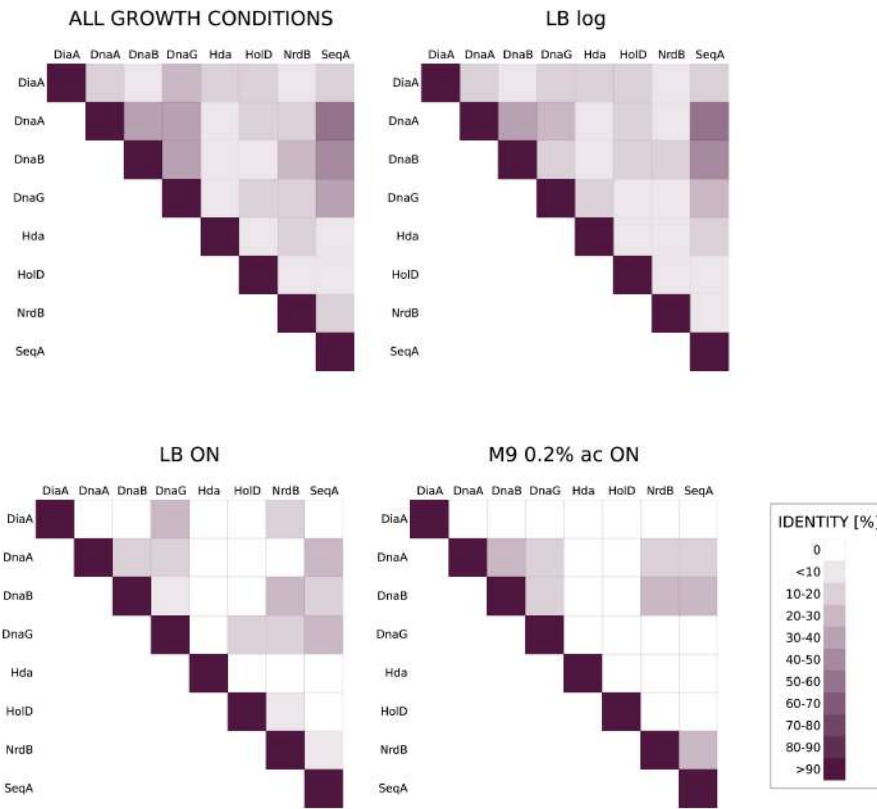 ALL GROWTH CONDITIONS
DiaA DnaA DnaB DnaG Hda HolD NrdB SeqA
DiaA
DnaA
DnaB
DnaG
Hda
HolD
NrdB
SeqA
LB log
DiaA DnaA DnaB DnaG Hda HolD NrdB SeqA
DiaA
DnaA
DnaB
DnaG
Hda
HolD
NrdB
SeqA
LB ON
DiaA DnaA DnaB DnaG Hda HolD NrdB SeqA
DiaA
DnaA
DnaB
DnaG
Hda
HolD
NrdB
SeqA
M9 0.2% ac ON
DiaA DnaA DnaB DnaG Hda HolD NrdB SeqA
DiaA
DnaA
DnaB
DnaG
Hda
HolD
NrdB
SeqA
IDENTITY [%]
0
<10
10-20
20-30
30-40
40-50
50-60
60-70
70-80
80-90
>90